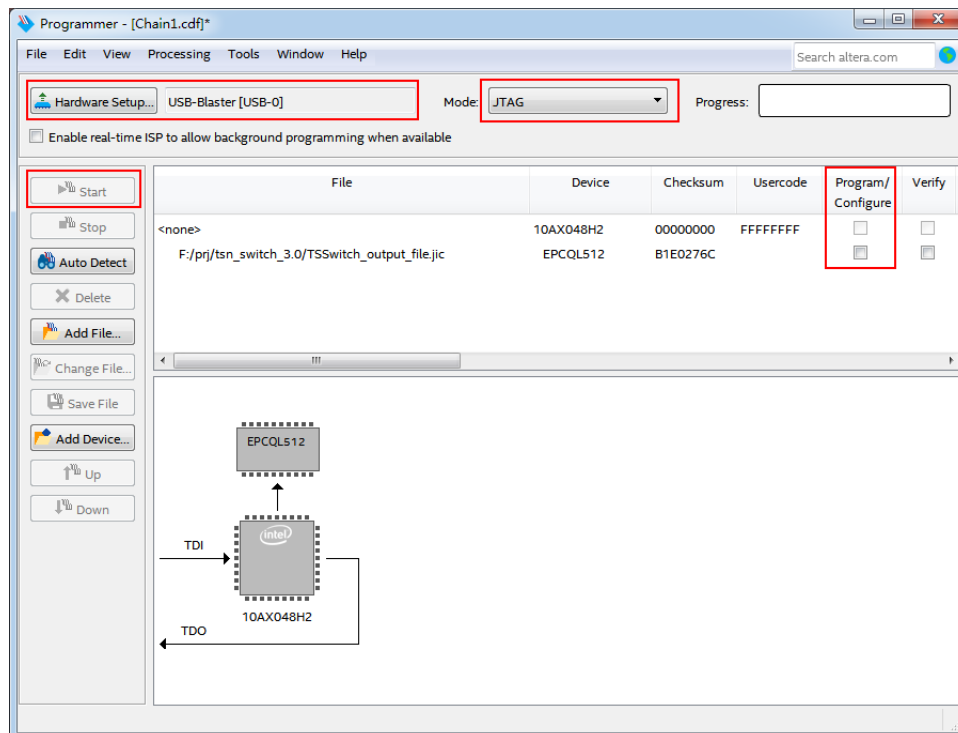 Programmer - [Chain1.cdf]*
File Edit View Processing Tools Window Help
Search altera.com
Hardware Setup... USB-Blaster [USB-0] Mode: JTAG Progress:
Enable real-time ISP to allow background programming when available
Start
Stop
Auto Detect
Delete
Add File...
Change File...
Save File
Add Device...
Up
Down
File Device Checksum Usercode Program/ Verify
Configure
<none> 10AX048H2 00000000 FFFFFFFF
F:/prj/tsn_switch_3.0/TSSwitch_output_file.jic EPCQL512 B1E0276C
EPCQL512
TDI
intel
10AX048H2
TDO